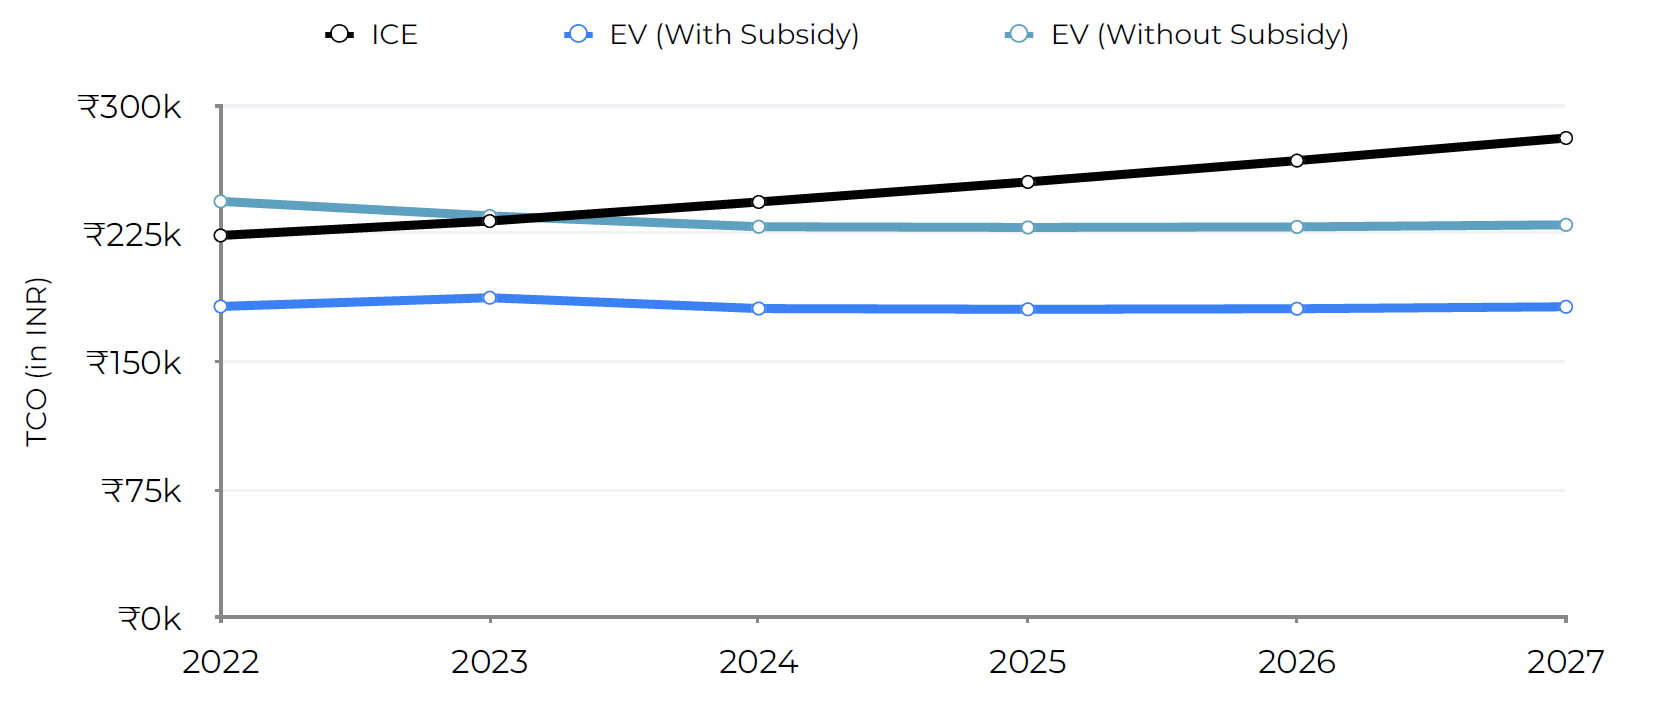 ICE EV (With Subsidy) EV (Without Subsidy)
₹300k
₹225k
₹150k
₹75k
₹0k
TCO (in INR)
2022 2023 2024 2025 2026 2027